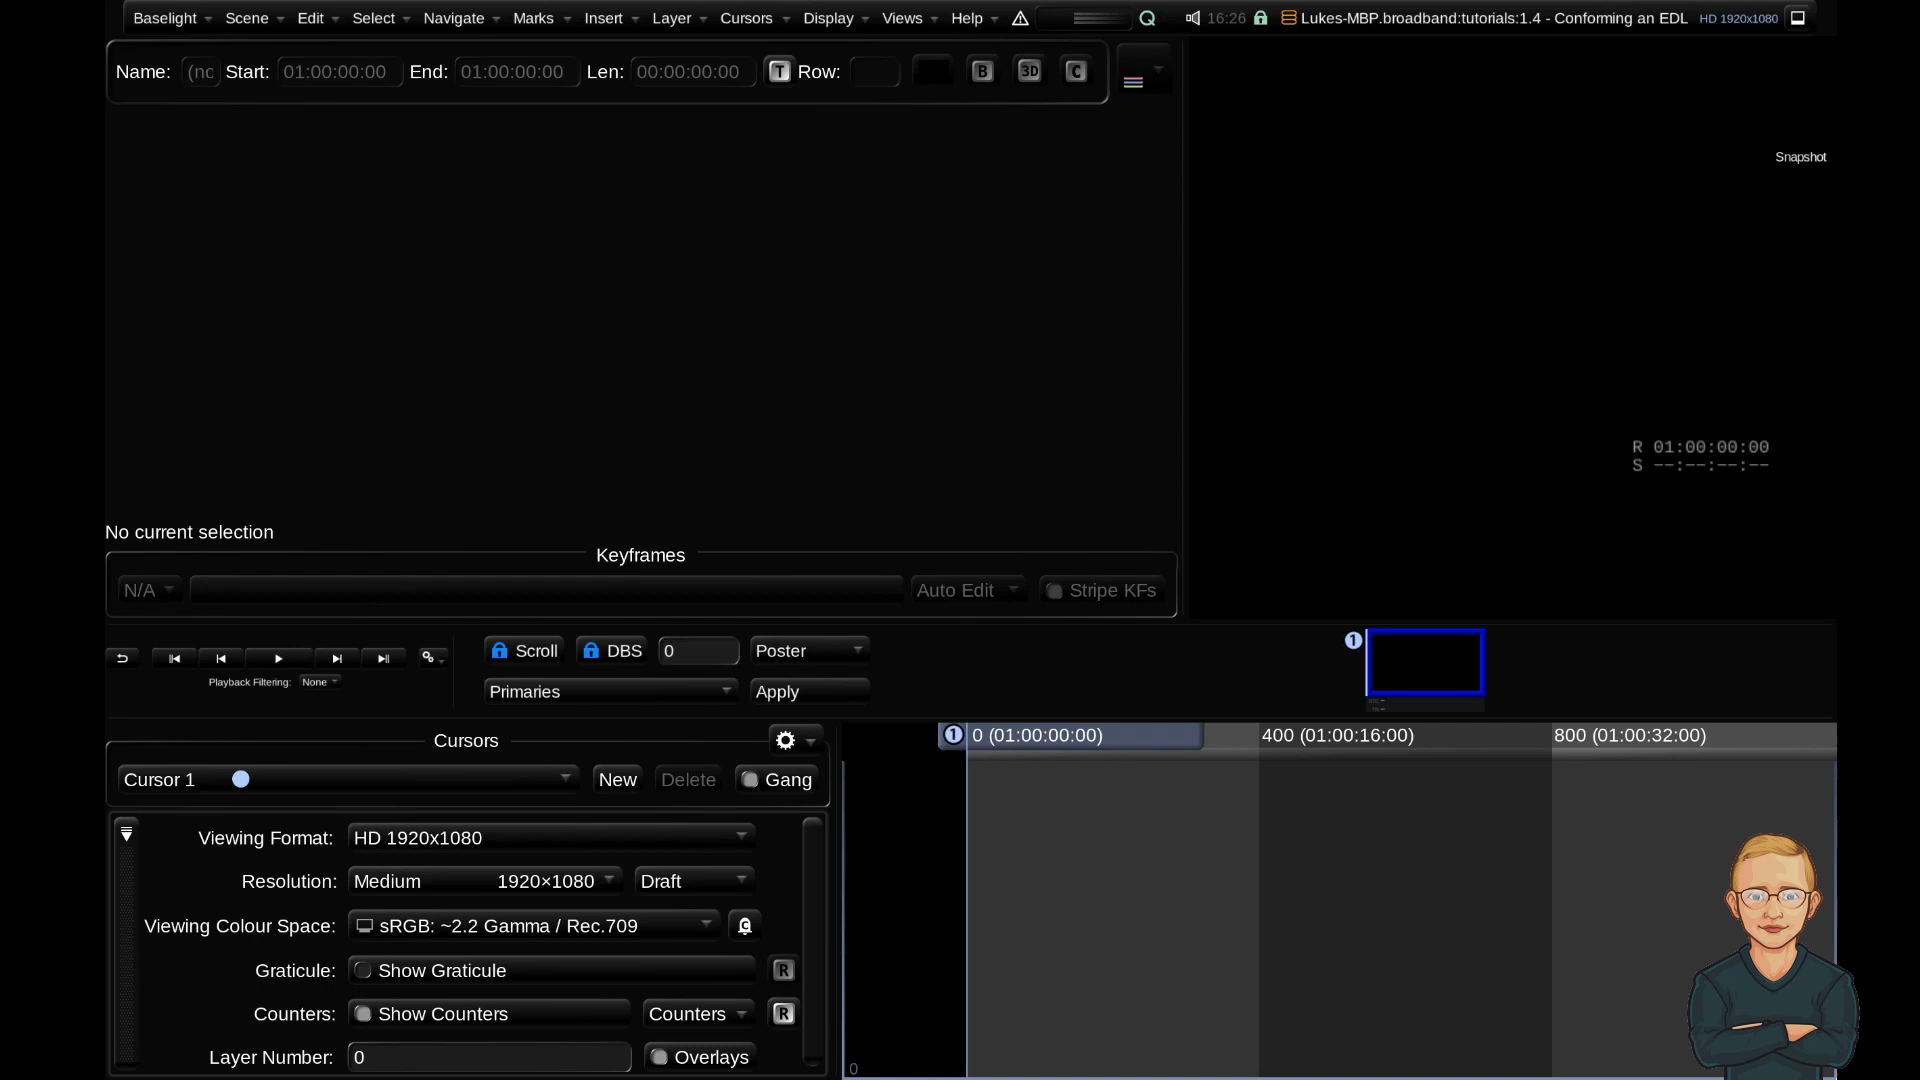 Baselight Scene Edit Select Navigate Marks Insert Layer Cursors Display Views Help 16:26 Lukes-MBP.broadband:tutorials:1.4 - Conforming an EDL HD 1920x1080
Name: (nc Start: 01:00:00:00 End: 01:00:00:00 Len: 00:00:00:00 T Row: B 3D C
Snapshot
R 01:00:00:00
S --:--:--:--
No current selection
Keyframes
N/A Auto Edit Stripe KFs
Scroll DBS 0 Poster
Playback Filtering: None
Primaries Apply
1
Cursors
1 0 (01:00:00:00) 400 (01:00:16:00) 800 (01:00:32:00)
Cursor 1 New Delete Gang
Viewing Format: HD 1920x1080
Resolution: Medium 1920×1080 Draft
Viewing Colour Space: sRGB: ~2.2 Gamma / Rec.709
Graticule: Show Graticule R
Counters: Show Counters Counters R
Layer Number: 0 Overlays
0